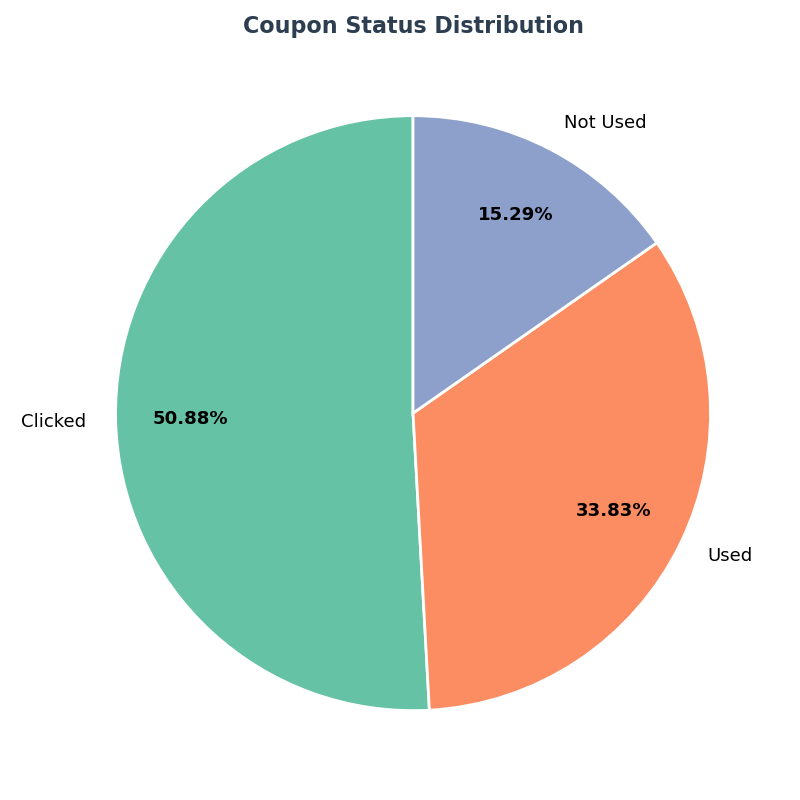 Coupon Status Distribution
Not Used
15.29%
Clicked
50.88%
33.83%
Used